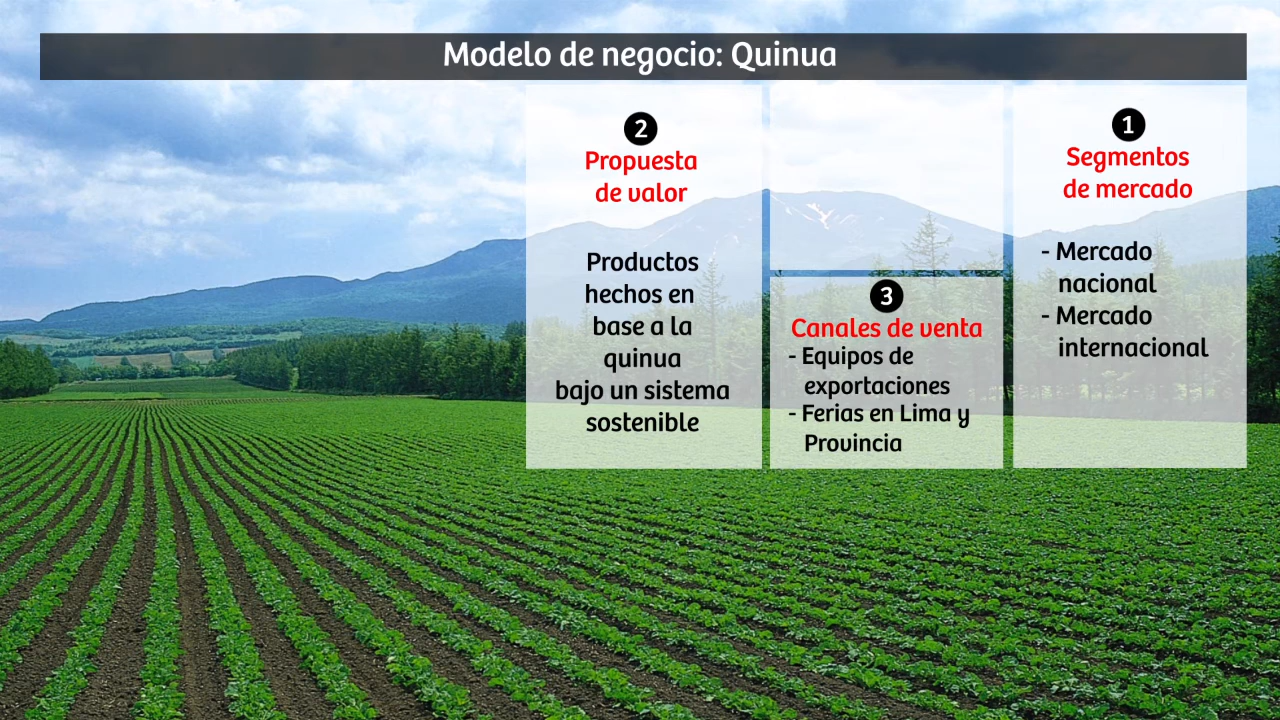 Modelo de negocio: Quinua
2
Propuesta
de valor
Productos
hechos en
base a la
quinua
bajo un sistema
sostenible
3
Canales de venta
- Equipos de
exportaciones
- Ferias en Lima y
Provincia
1
Segmentos
de mercado
- Mercado
nacional
- Mercado
internacional